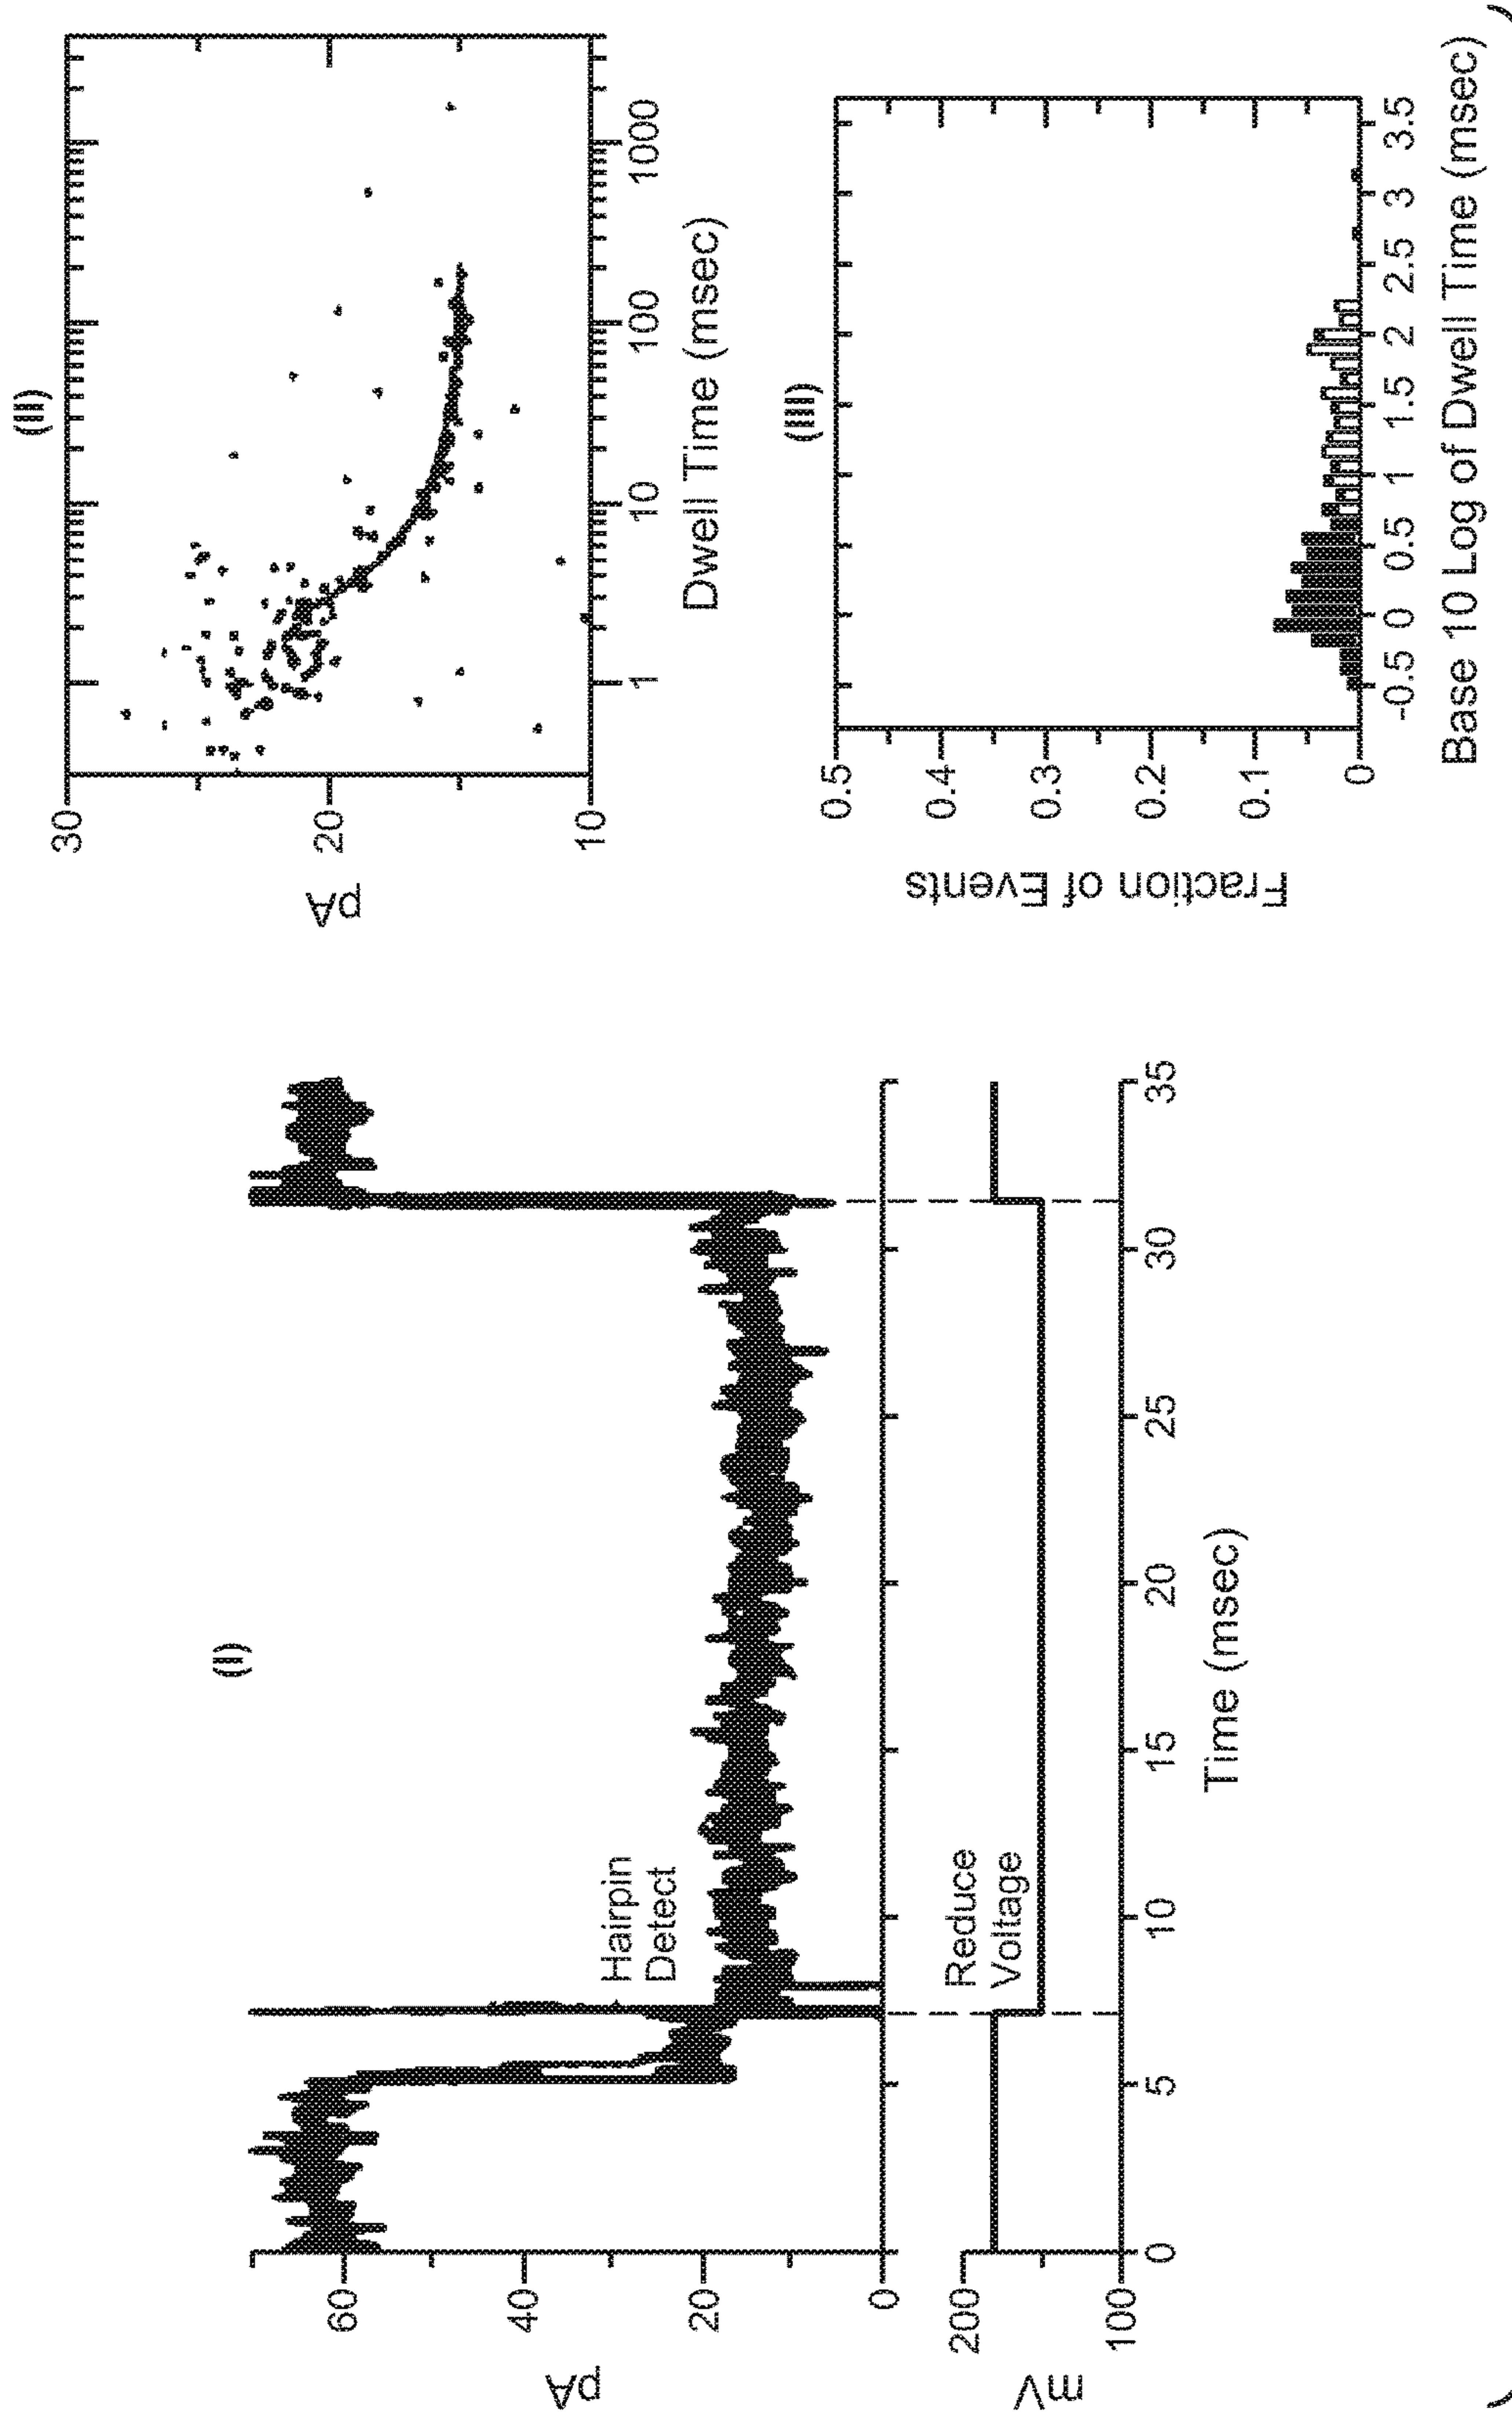 (I)
60
40
20
0
pA
Hairpin
Detect
200
100
mV
Reduce
Voltage
0
5
10
15
20
25
30
35
Time (msec)
(II)
30
20
10
pA
1
10
100
1000
Dwell Time (msec)
(III)
0.5
0.4
0.3
0.2
0.1
0
Fraction of Events
-0.5
0
0.5
1
1.5
2
2.5
3
3.5
Base 10 Log of Dwell Time (msec)